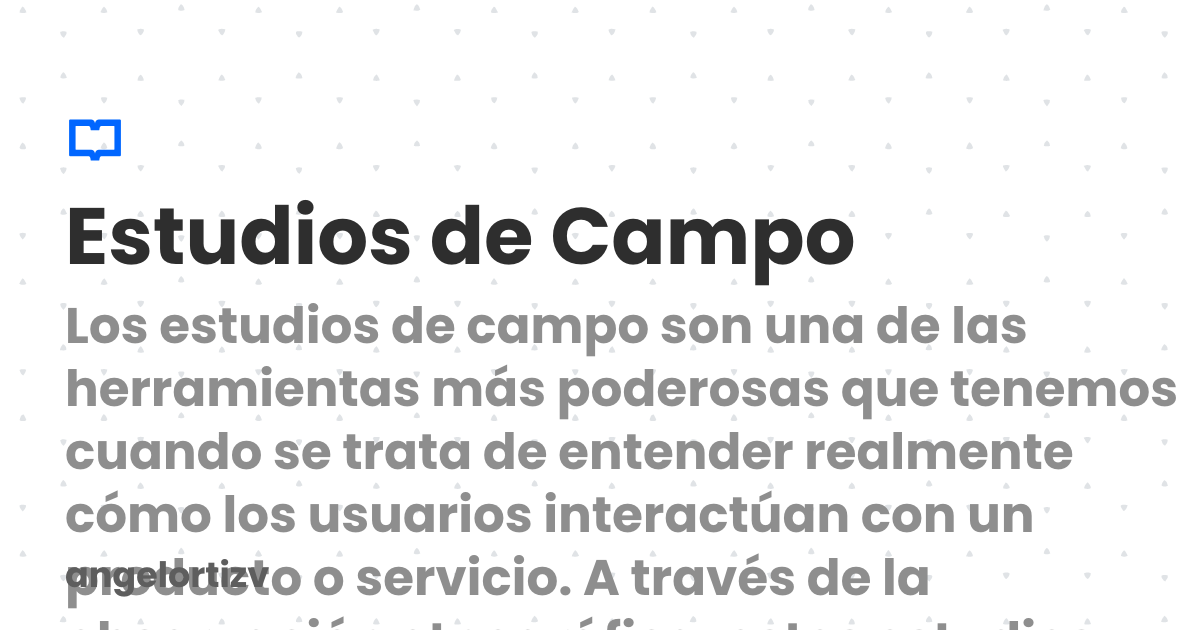 Estudios de Campo
Los estudios de campo son una de las
herramientas más poderosas que tenemos
cuando se trata de entender realmente
cómo los usuarios interactúan con un
producto o servicio. A través de la
angelortizv